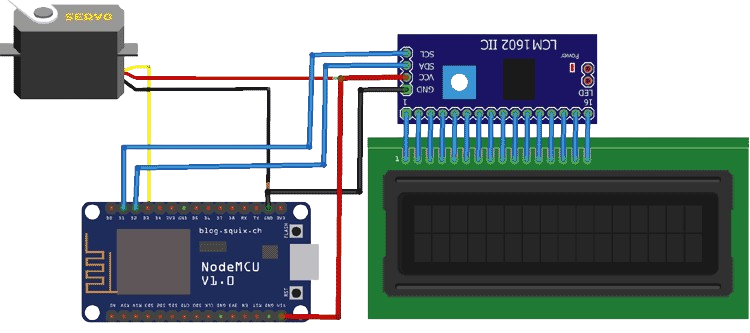 SERVO
LCM1602 IIC
SCL
SDA
VCC
GND
Power
LED
1
16
1
D0 D1 D2 D3 D4 3V3 GND D5 D6 D7 D8 RX TX GND 3V3
blog.squix.ch
FLASH
NodeMCU
V1.0
RST